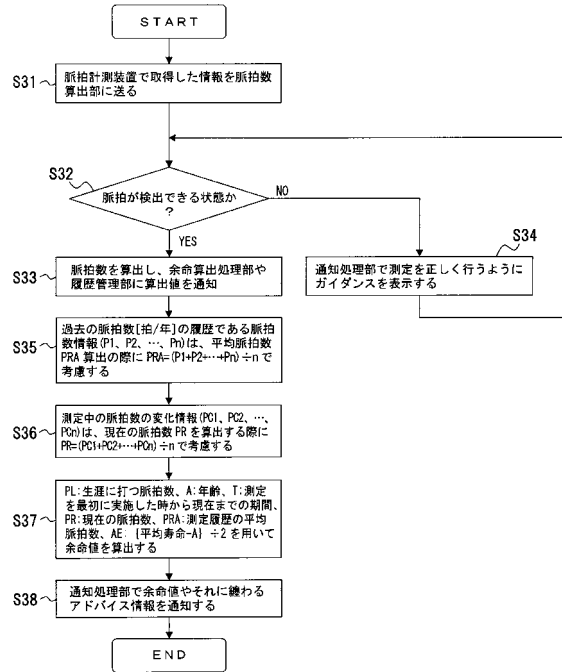 START
S31
脈拍計測装置で取得した情報を脈拍数
算出部に送る
S32
脈拍が検出できる状態か
?
NO
YES
S33
脈拍数を算出し、余命算出処理部や
履歴管理部に算出値を通知
S34
通知処理部で測定を正しく行うように
ガイダンスを表示する
S35
過去の脈拍数[拍/年]の履歴である脈拍
数情報(P1、P2、…、Pn)は、平均脈拍数
PRA 算出の際に PRA=(P1+P2+…+Pn)÷nで
考慮する
S36
測定中の脈拍数の変化情報(PC1、PC2、…、
PCn)は、現在の脈拍数 PR を算出する際に
PR=(PC1+PC2+…+PCn)÷nで考慮する
S37
PL:生涯に打つ脈拍数、A:年齢、T:測定
を最初に実施した時から現在までの期間、
PR:現在の脈拍数、PRA:測定履歴の平均
脈拍数、AE: {平均寿命-A} ÷2 を用いて
余命値を算出する
S38
通知処理部で余命値やそれに纏わる
アドバイス情報を通知する
END